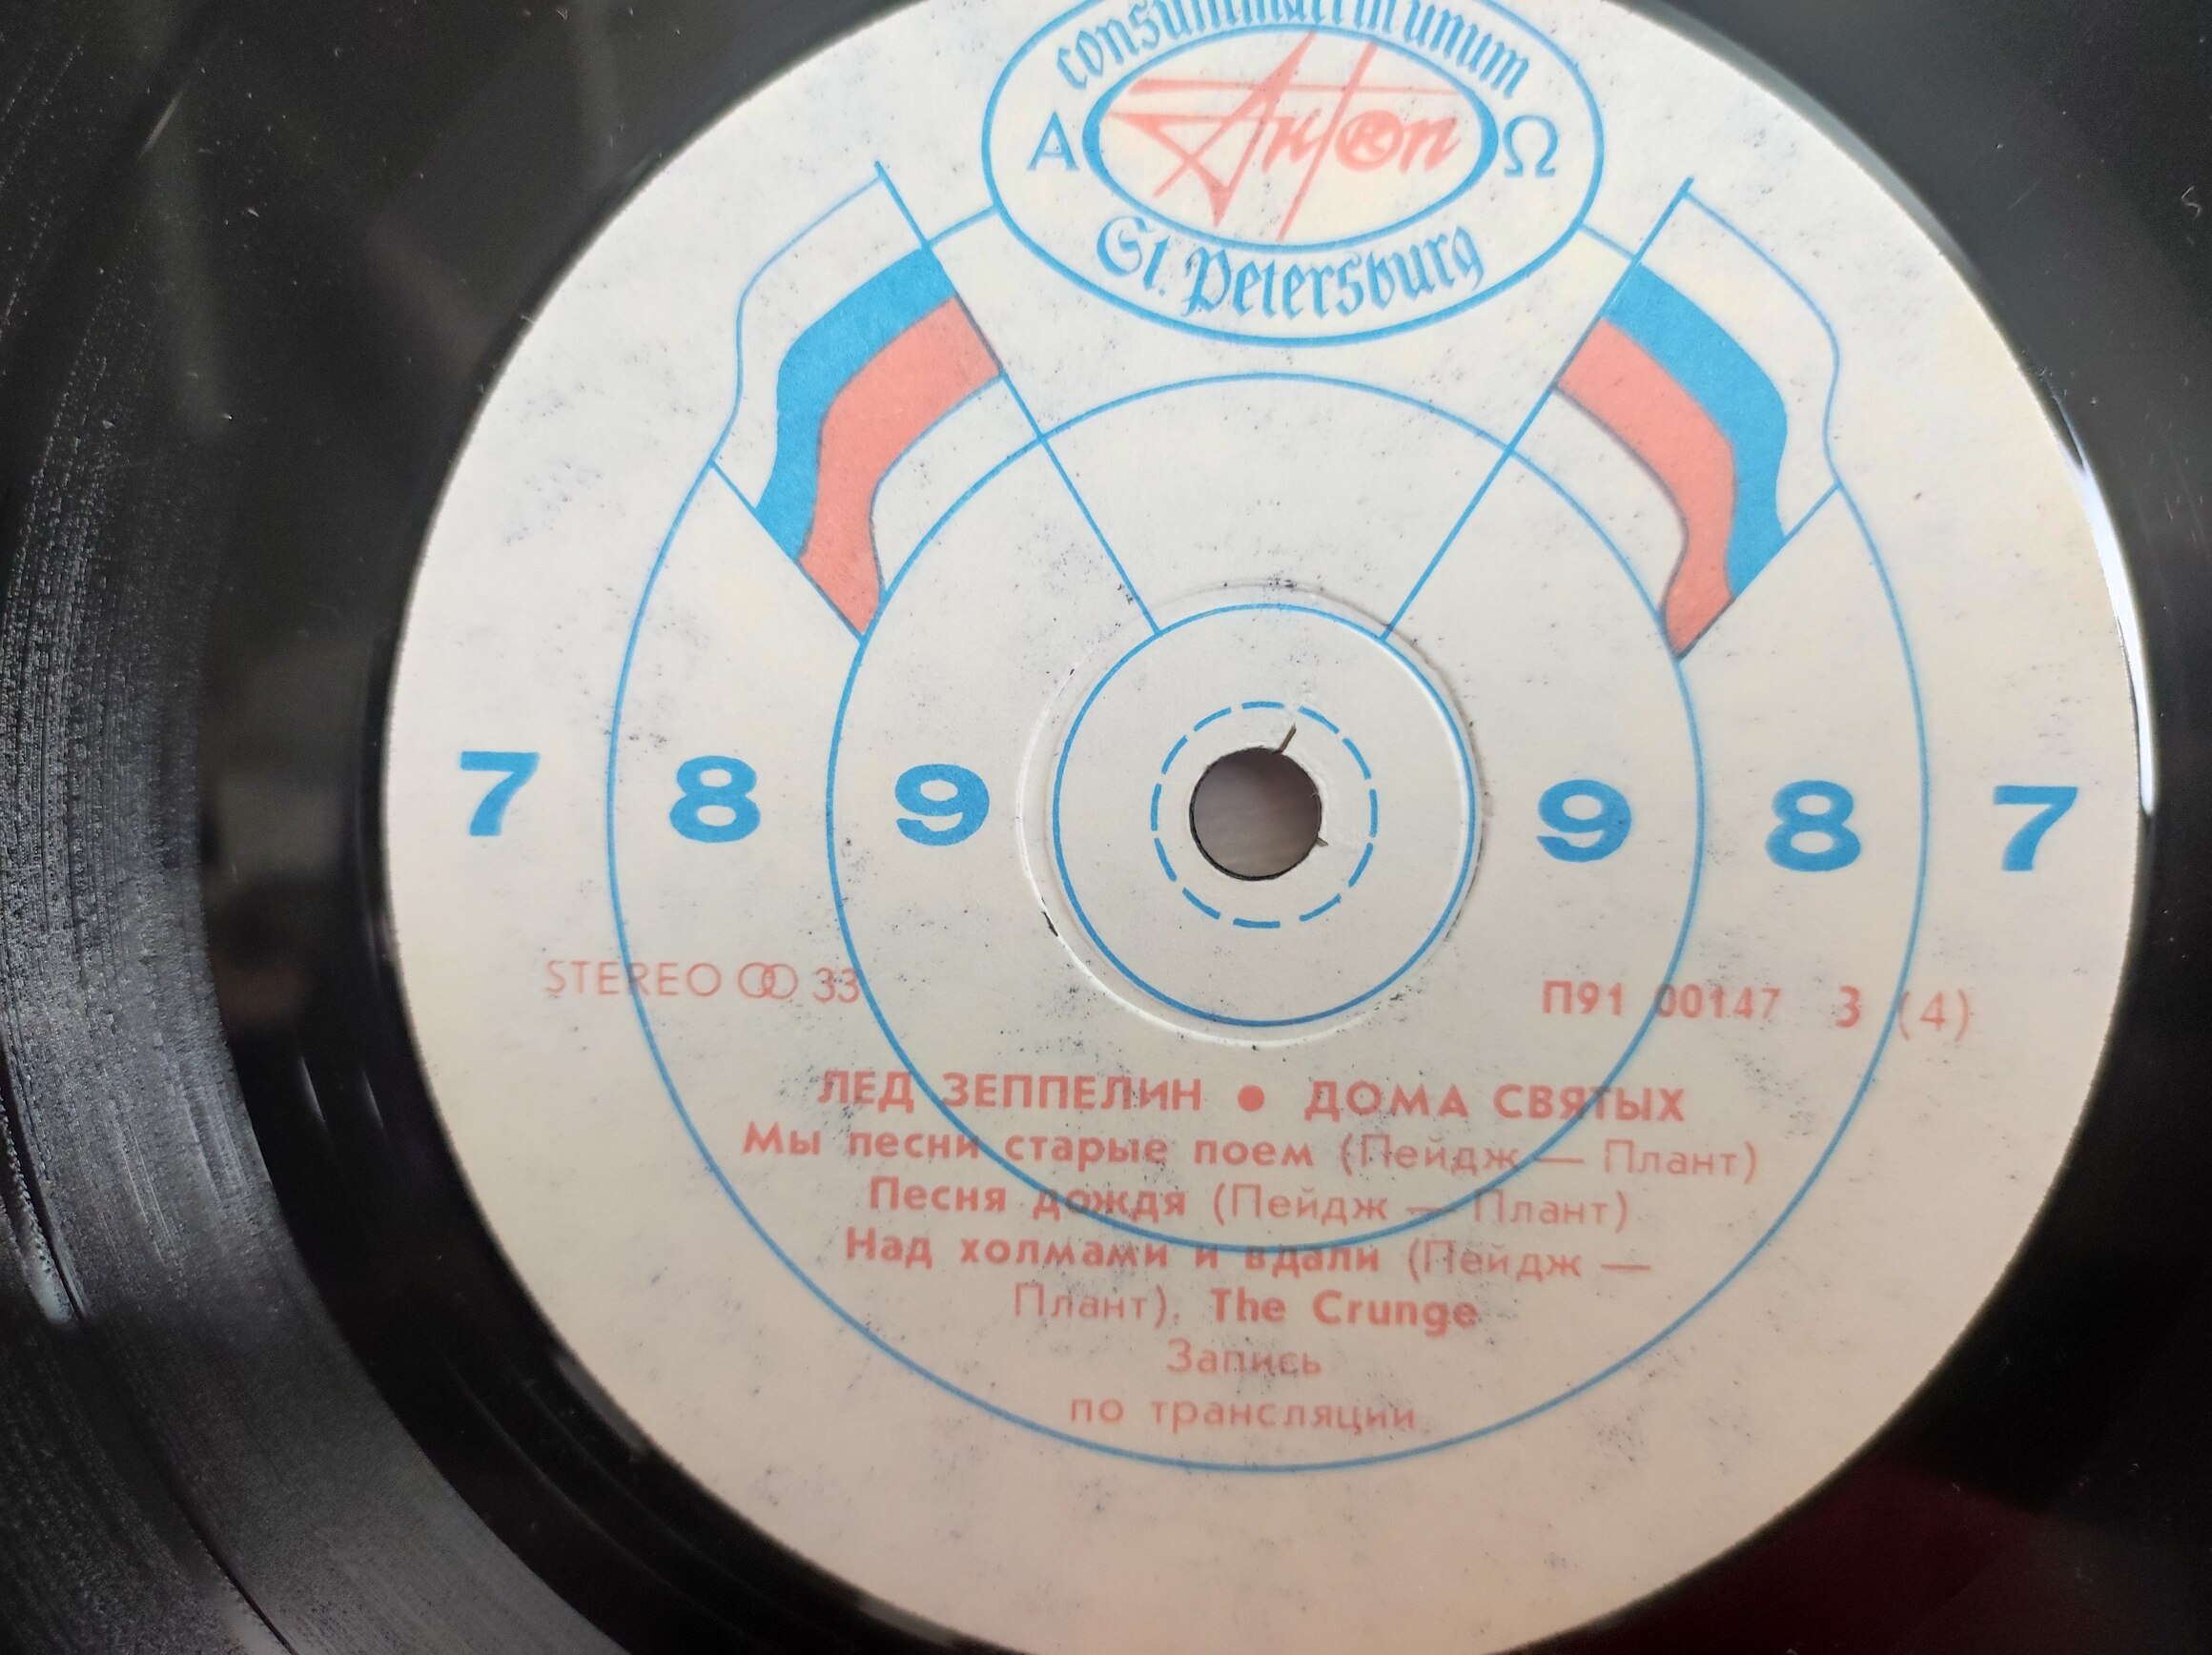 А Антоп Ω
St. Petersburg
7 8 9 9 8 7
STEREO 33 П91 00147 3 (4)
ЛЕД ЗЕППЕЛИН ● ДОМА СВЯТЫХ
Мы песни старые поем (Пейдж — Плант)
Песня дождя (Пейдж — Плант)
Над холмами и вдали (Пейдж —
Плант), The Crunge
Запись
по трансляции